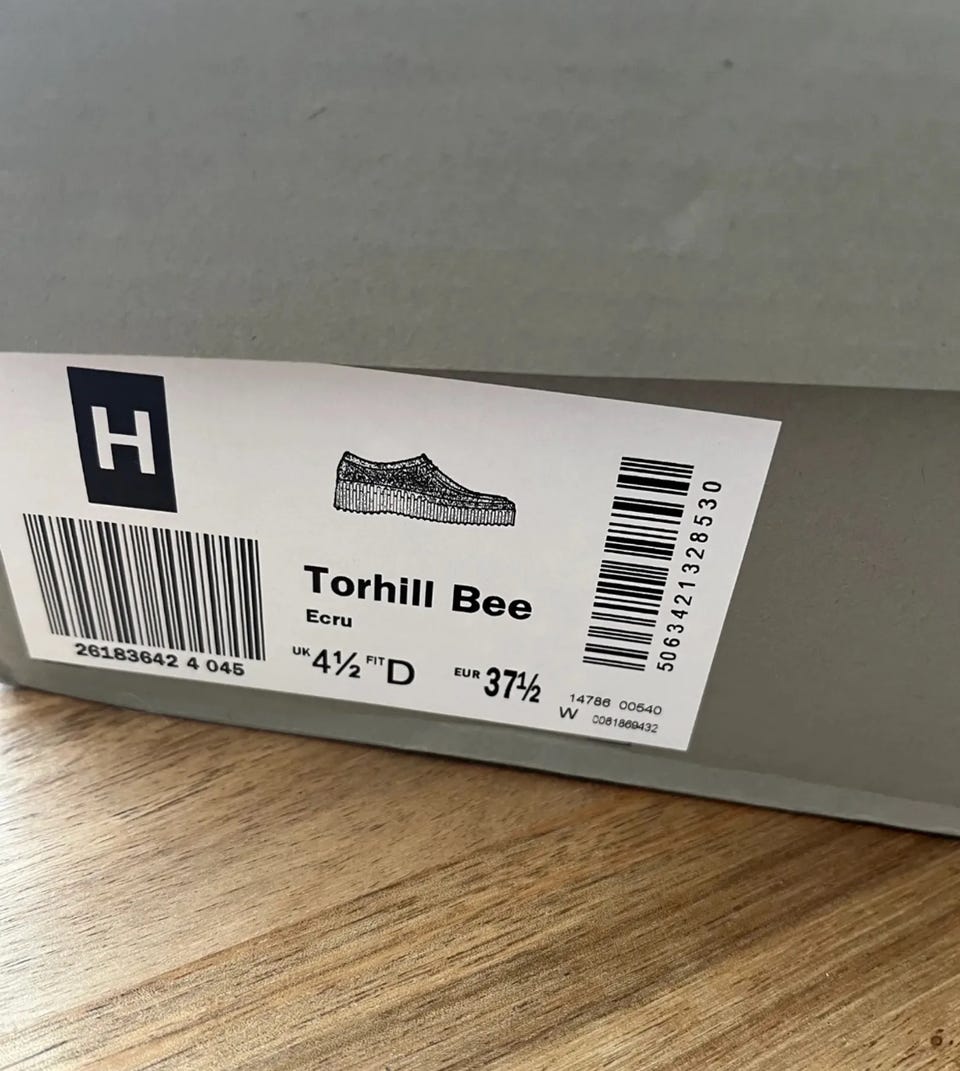 H
26183642 4 045
Torhill Bee
Ecru
UK 4½ FIT D EUR 37½
5063421328530
14786 00540
W 0081869432